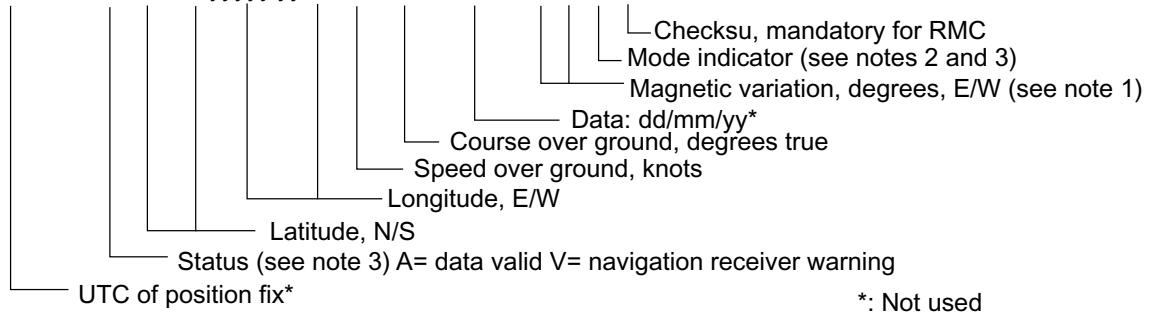 Checksu, mandatory for RMC
Mode indicator (see notes 2 and 3)
Magnetic variation, degrees, E/W (see note 1)
Data: dd/mm/yy*
Course over ground, degrees true
Speed over ground, knots
Longitude, E/W
Latitude, N/S
Status (see note 3) A= data valid V= navigation receiver warning
UTC of position fix*
*: Not used